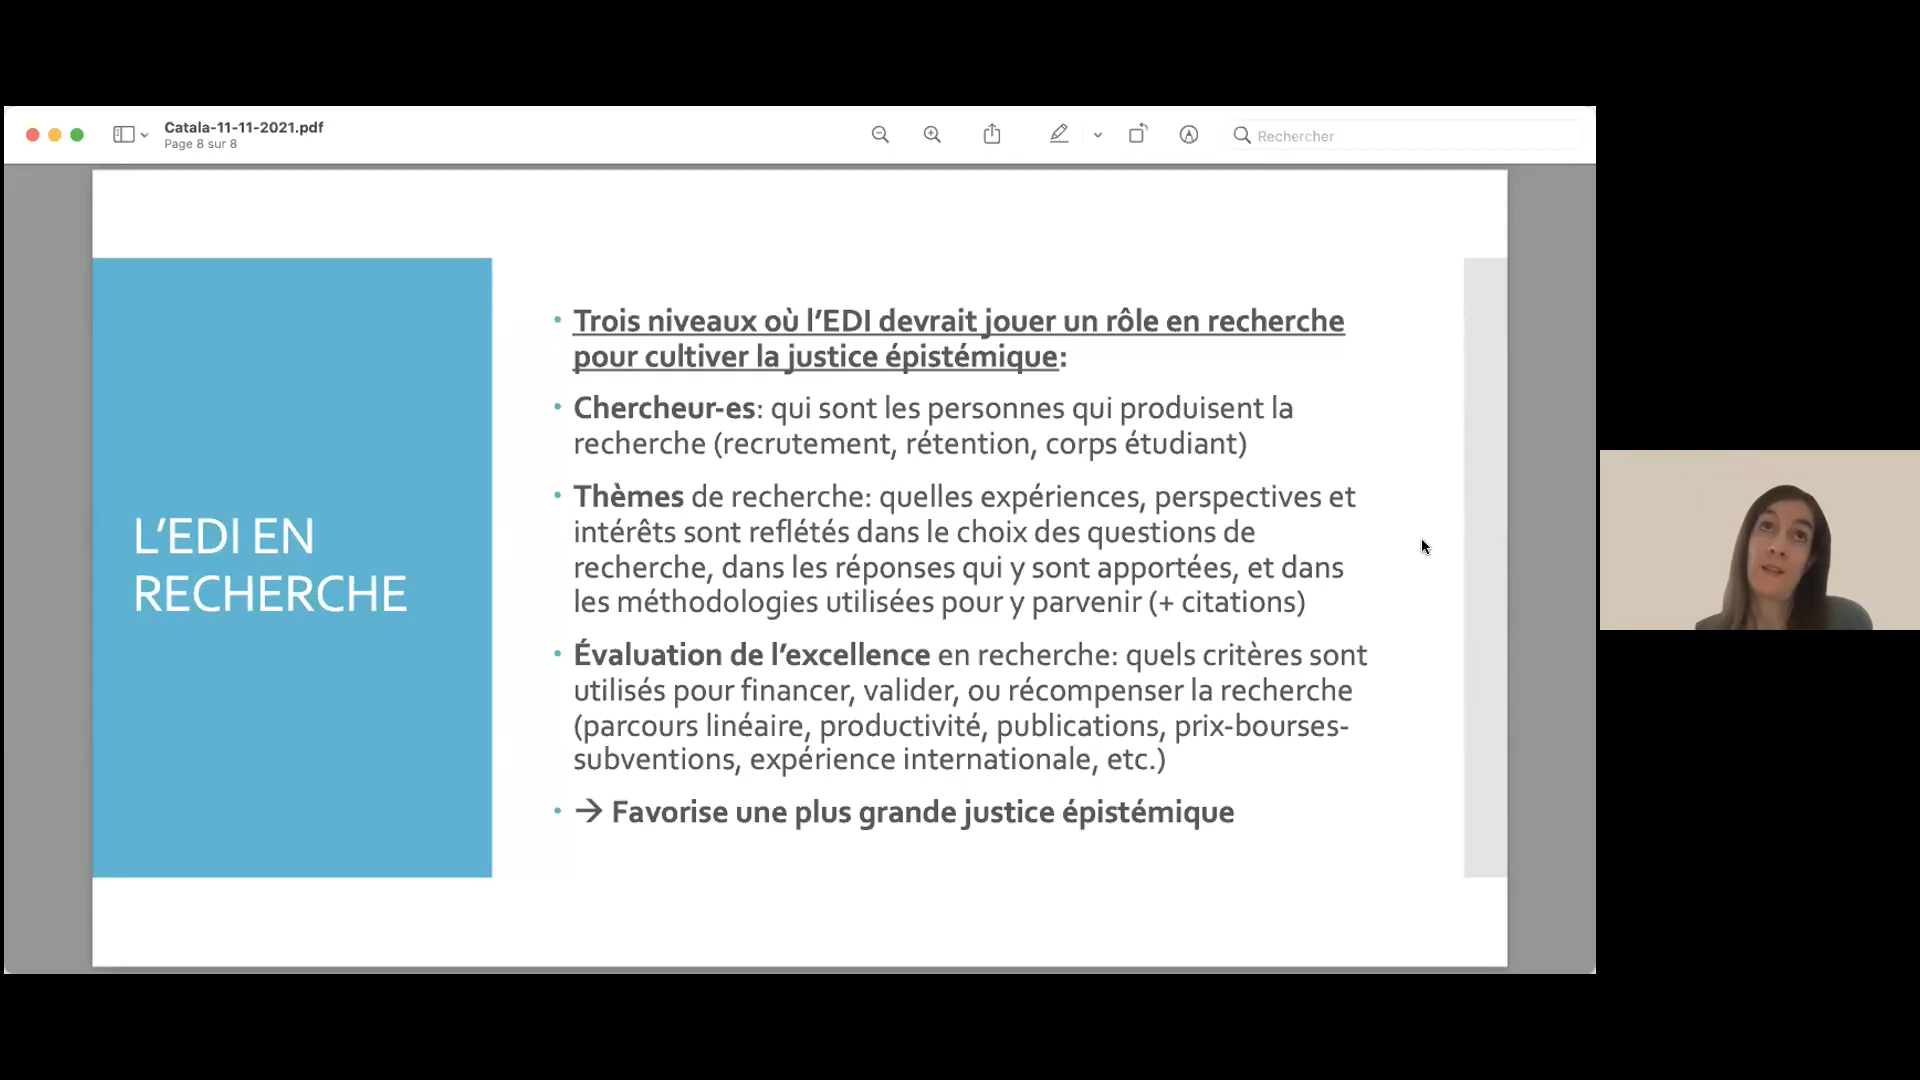 Catala-11-11-2021.pdf
Page 8 sur 8
Rechercher
L’EDI EN
RECHERCHE
• Trois niveaux où l’EDI devrait jouer un rôle en recherche
pour cultiver la justice épistémique:
• Chercheur-es: qui sont les personnes qui produisent la
recherche (recrutement, rétention, corps étudiant)
• Thèmes de recherche: quelles expériences, perspectives et
intérêts sont reflétés dans le choix des questions de
recherche, dans les réponses qui y sont apportées, et dans
les méthodologies utilisées pour y parvenir (+ citations)
• Évaluation de l’excellence en recherche: quels critères sont
utilisés pour financer, valider, ou récompenser la recherche
(parcours linéaire, productivité, publications, prix-bourses-
subventions, expérience internationale, etc.)
• → Favorise une plus grande justice épistémique